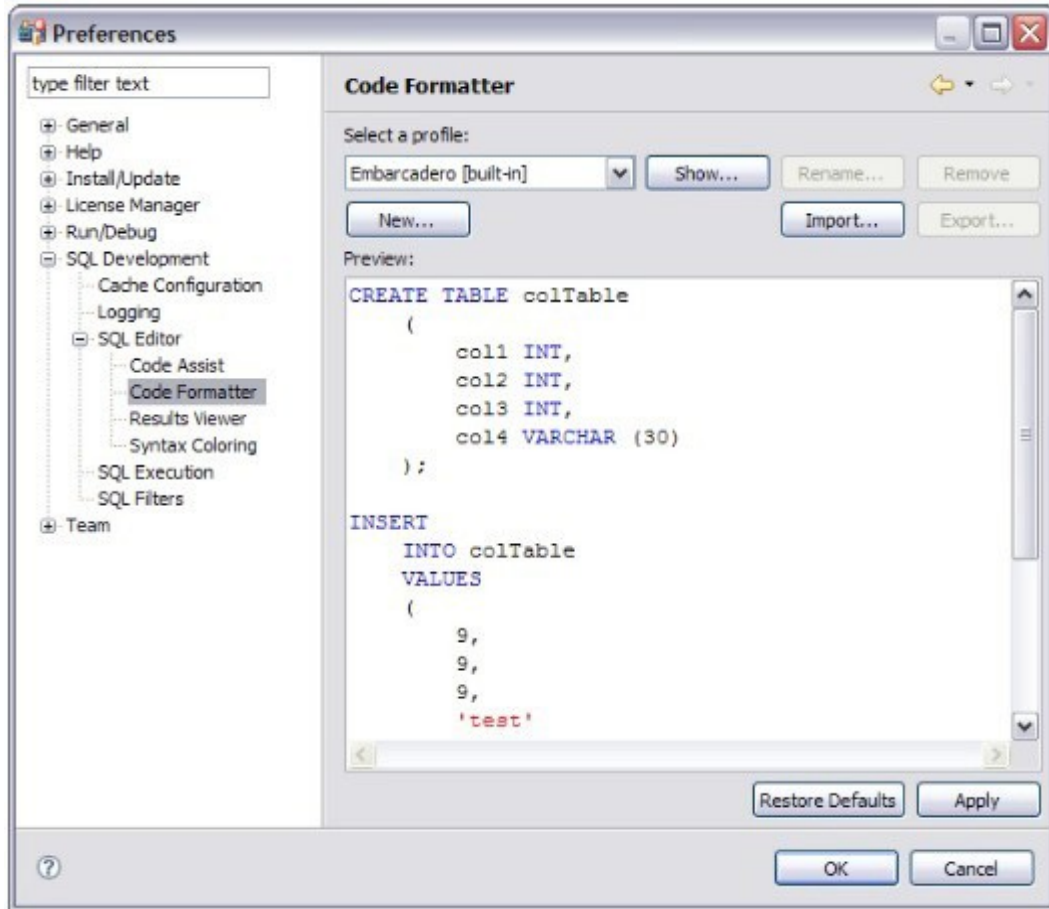 Preferences
type filter text
General
Help
Install/Update
License Manager
Run/Debug
SQL Development
Cache Configuration
Logging
SQL Editor
Code Assist
Code Formatter
Results Viewer
Syntax Coloring
SQL Execution
SQL Filters
Team
Code Formatter
Select a profile:
Embarcadero [built-in] Show... Rename... Remove
New... Import... Export...
Preview:
CREATE TABLE colTable
(
col1 INT,
col2 INT,
col3 INT,
col4 VARCHAR (30)
);
INSERT
INTO colTable
VALUES
(
9,
9,
9,
'test'
Restore Defaults Apply
OK Cancel